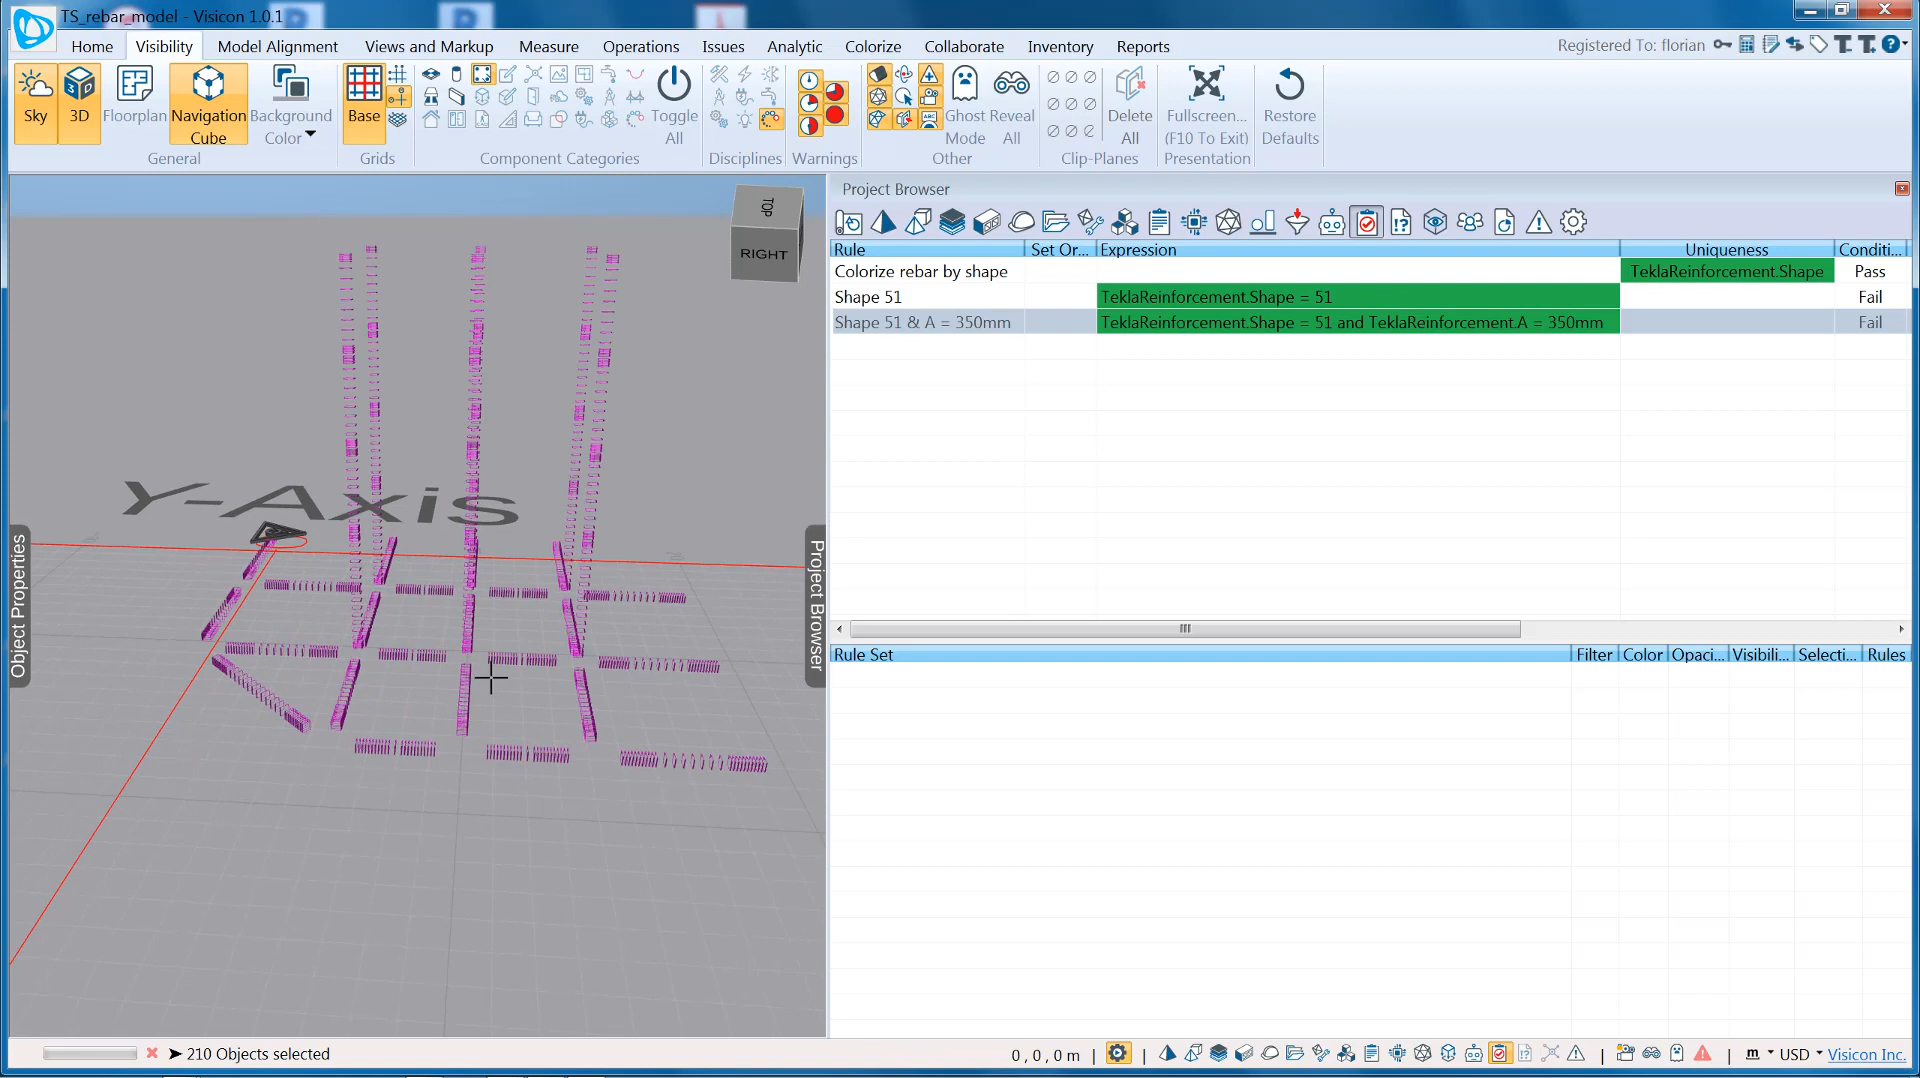 TS_rebar_model - Visicon 1.0.1
Home Visibility Model Alignment Views and Markup Measure Operations Issues Analytic Colorize Collaborate Inventory Reports
Registered To: florian
Sky 3D Floorplan Navigation Cube Background Color
General
Base
Grids
Toggle All
Component Categories
Disciplines
Warnings
Ghost Mode Reveal All
Other
Delete All
Clip-Planes
Fullscreen... (F10 To Exit)
Presentation
Restore Defaults
TOP
RIGHT
Y-Axis
Object Properties
Project Browser
Project Browser
Rule Set Or... Expression Uniqueness Conditi...
Colorize rebar by shape TeklaReinforcement.Shape Pass
Shape 51 TeklaReinforcement.Shape = 51 Fail
Shape 51 & A = 350mm TeklaReinforcement.Shape = 51 and TeklaReinforcement.A = 350mm Fail
Rule Set Filter Color Opaci... Visibili... Selecti... Rules
210 Objects selected
0 , 0 , 0 m
m USD Visicon Inc.